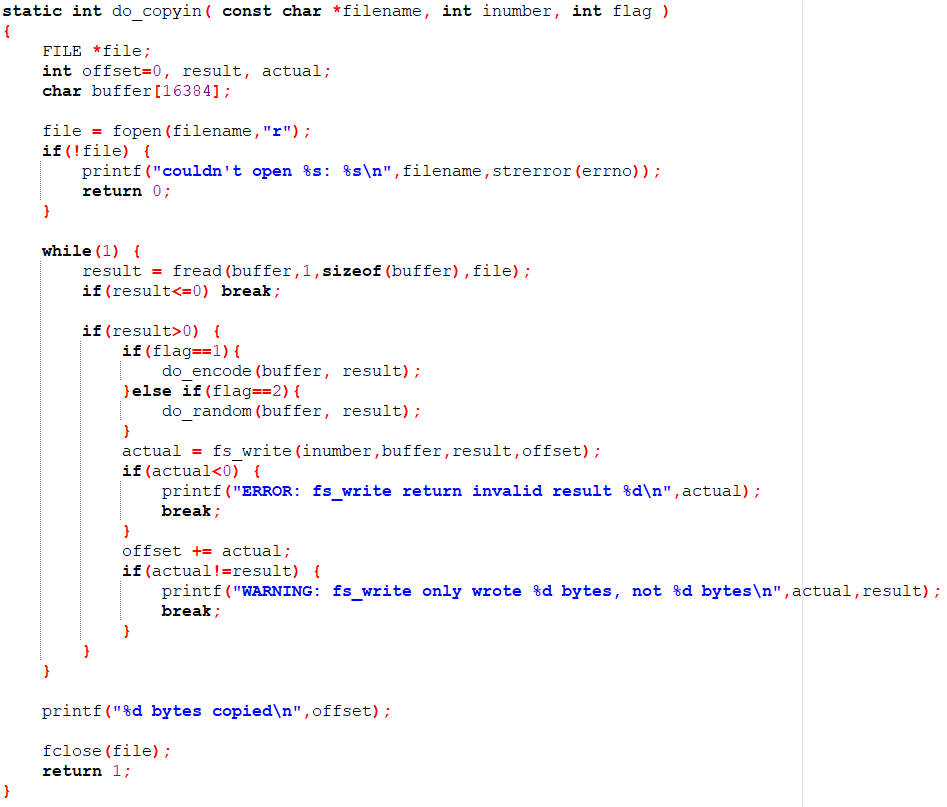 static int do_copyin( const char *filename, int inumber, int flag )
{
    FILE *file;
    int offset=0, result, actual;
    char buffer[16384];

    file = fopen(filename,"r");
    if(!file) {
        printf("couldn't open %s: %s\n",filename,strerror(errno));
        return 0;
    }

    while(1) {
        result = fread(buffer,1,sizeof(buffer),file);
        if(result<=0) break;

        if(result>0) {
            if(flag==1){
                do_encode(buffer, result);
            }else if(flag==2){
                do_random(buffer, result);
            }
            actual = fs_write(inumber,buffer,result,offset);
            if(actual<0) {
                printf("ERROR: fs_write return invalid result %d\n",actual);
                break;
            }
            offset += actual;
            if(actual!=result) {
                printf("WARNING: fs_write only wrote %d bytes, not %d bytes\n",actual,result);
                break;
            }
        }
    }

    printf("%d bytes copied\n",offset);

    fclose(file);
    return 1;
}